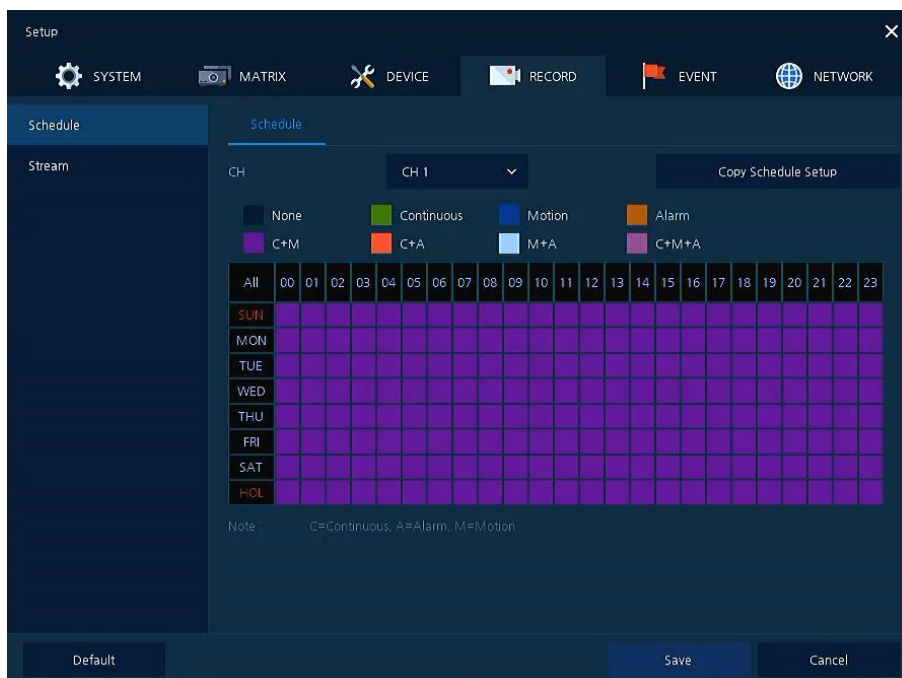 Setup
SYSTEM MATRIX DEVICE RECORD EVENT NETWORK
Schedule Schedule
Stream CH CH 1 Copy Schedule Setup
None Continuous Motion Alarm
C+M C+A M+A C+M+A
All 00 01 02 03 04 05 06 07 08 09 10 11 12 13 14 15 16 17 18 19 20 21 22 23
SUN
MON
TUE
WED
THU
FRI
SAT
HOL
Note : C=Continuous, A=Alarm, M=Motion
Default Save Cancel